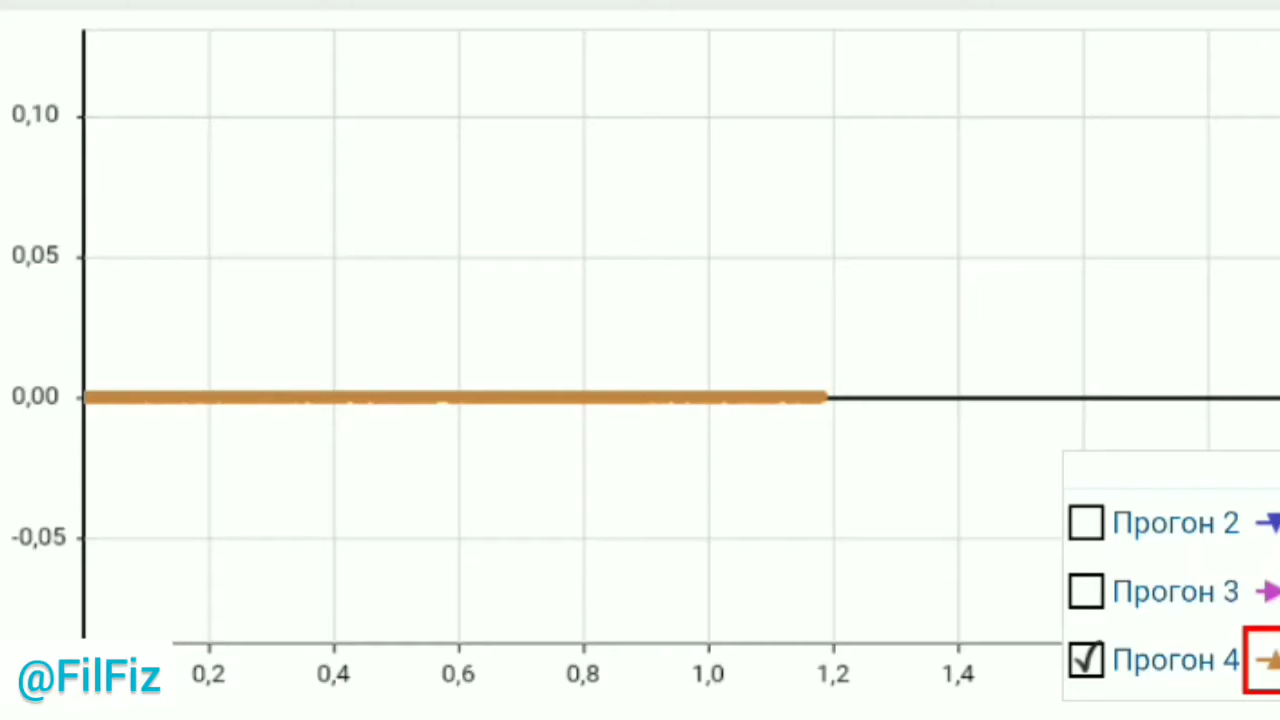 0,10
0,05
0,00
-0,05
Прогон 2
Прогон 3
Прогон 4
0,2 0,4 0,6 0,8 1,0 1,2 1,4
@FilFiz